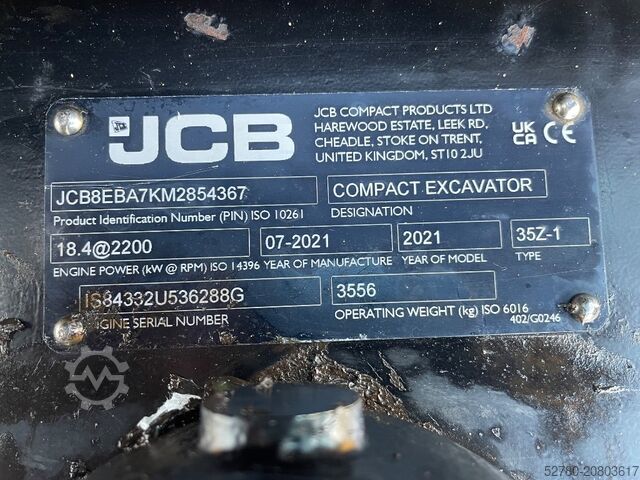 JCB
JCB COMPACT PRODUCTS LTD
HAREWOOD ESTATE, LEEK RD,
CHEADLE, STOKE ON TRENT,
UNITED KINGDOM, ST10 2JU
UK
CA CE
JCB8EBA7KM2854367
COMPACT EXCAVATOR
Product Identification Number (PIN) ISO 10261
DESIGNATION
18.4@2200
07-2021
2021
35Z-1
ENGINE POWER (kW @ RPM) ISO 14396
YEAR OF MANUFACTURE
YEAR OF MODEL
TYPE
IS84332U536288G
3556
ENGINE SERIAL NUMBER
OPERATING WEIGHT (kg) ISO 6016
402/G0246
52780-20803617